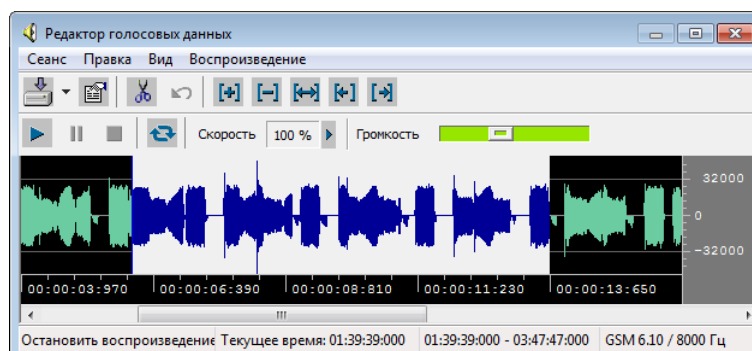 Редактор голосовых данных
Сеанс Правка Вид Воспроизведение
Скорость 100 % Громкость
32000
0
-32000
00:00:03:970 00:00:06:390 00:00:08:810 00:00:11:230 00:00:13:650
Остановить воспроизведение Текущее время: 01:39:39:000 01:39:39:000 - 03:47:47:000 GSM 6.10 / 8000 Гц